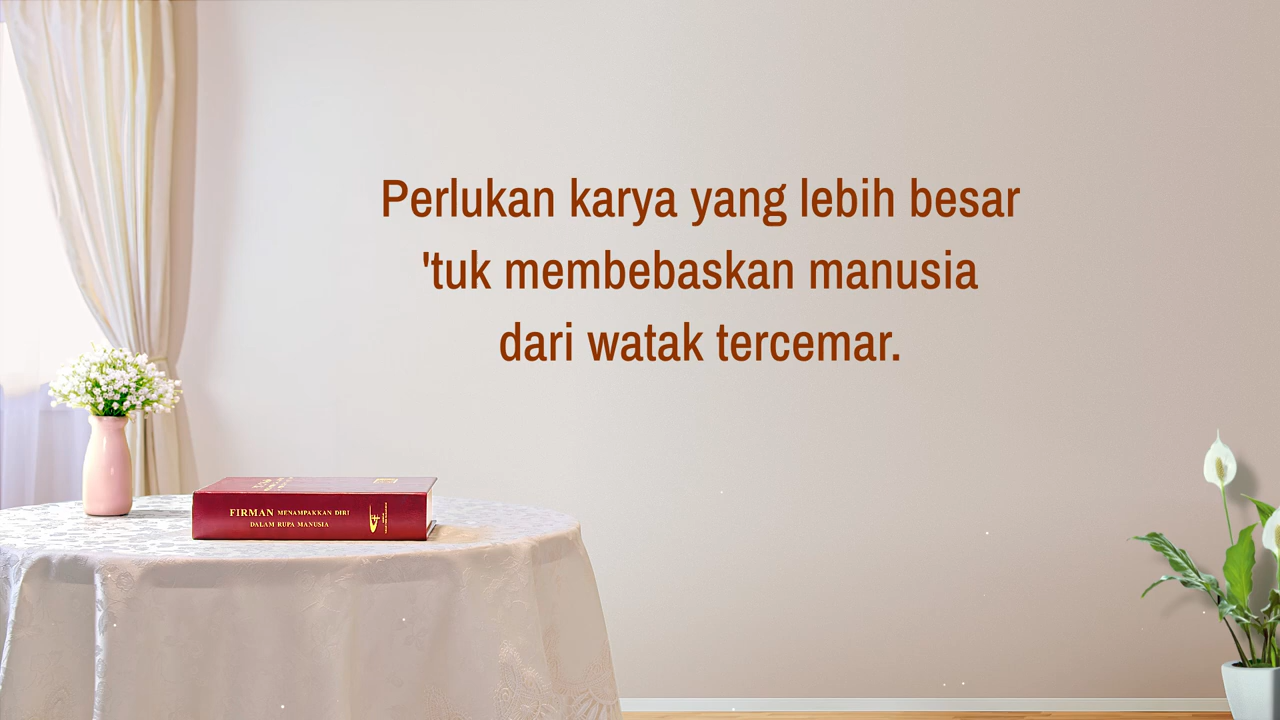 Perlukan karya yang lebih besar
'tuk membebaskan manusia
dari watak tercemar.
FIRMAN MENAMPAKKAN DIRI
DALAM RUPA MANUSIA